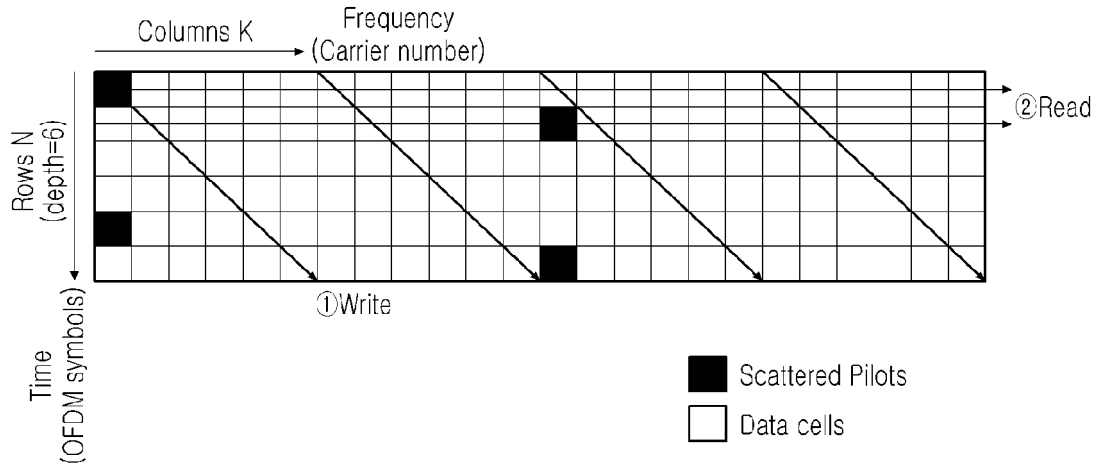 Columns K
Frequency
(Carrier number)
②Read
Rows N
(depth=6)
①Write
Time
(OFDM symbols)
Scattered Pilots
Data cells